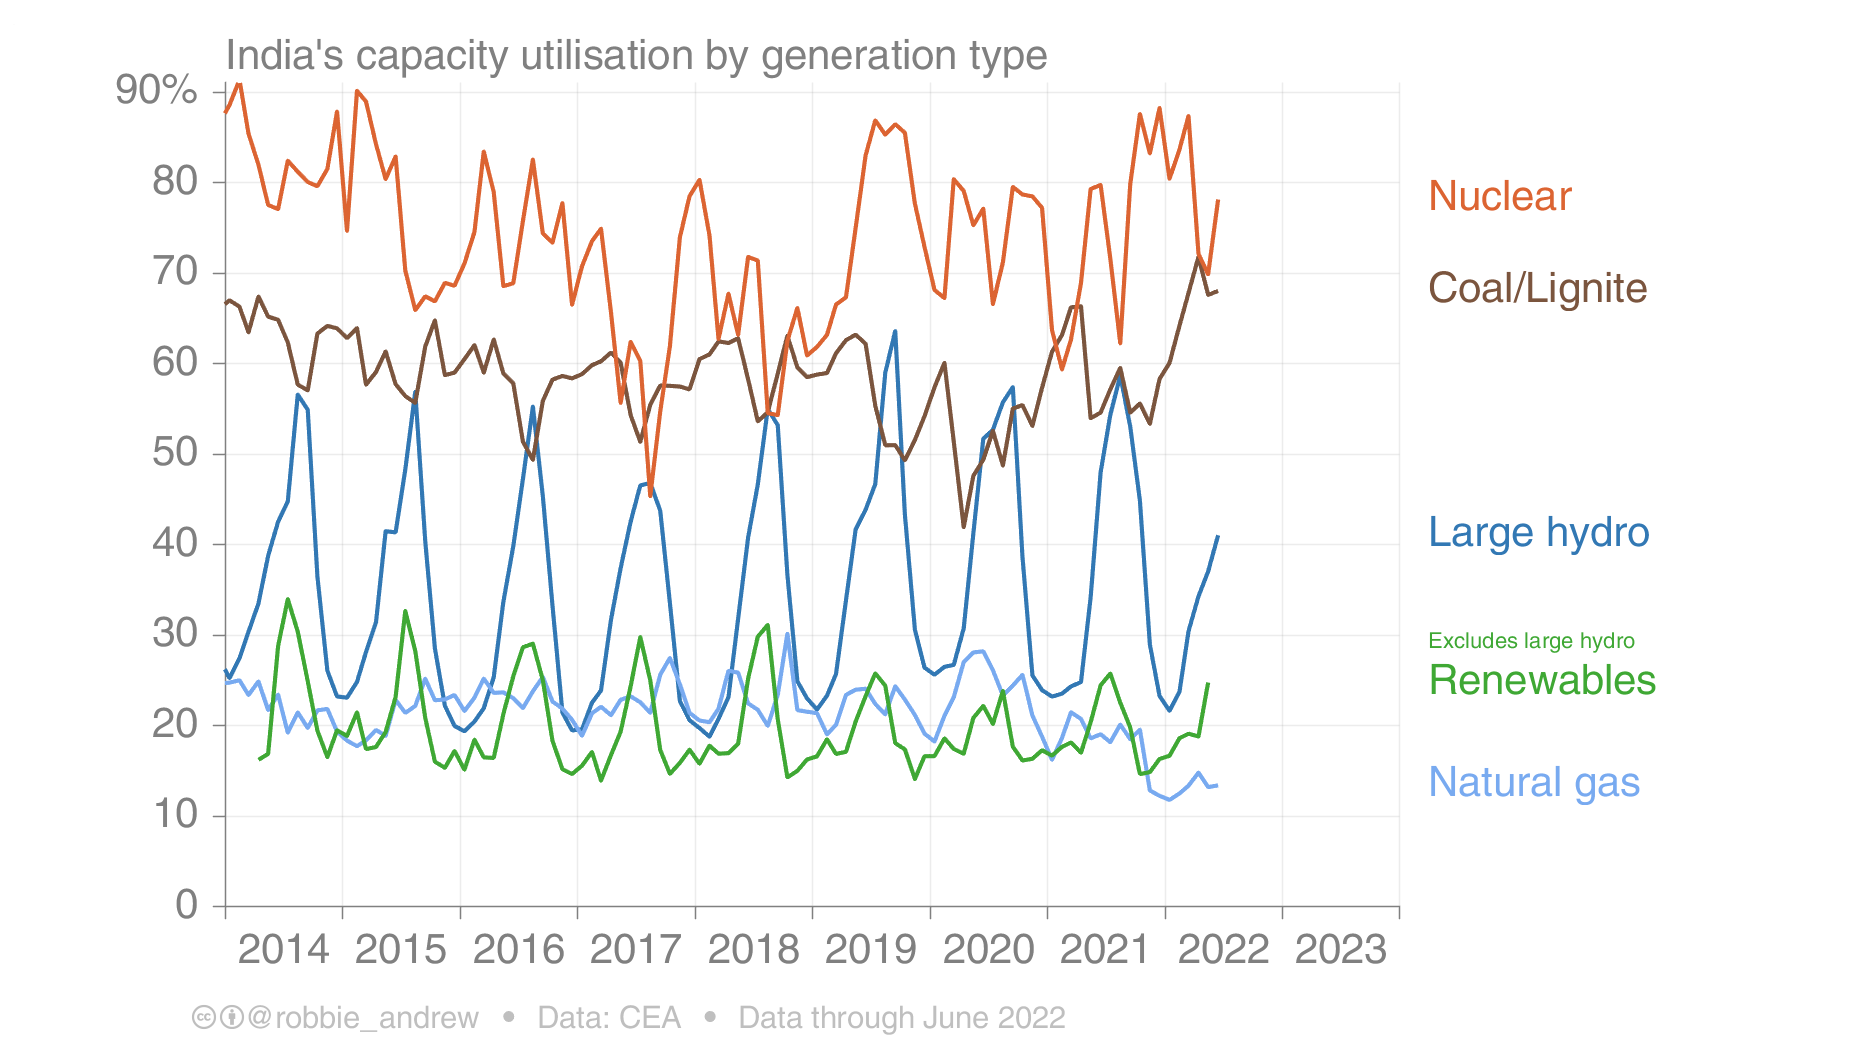 India's capacity utilisation by generation type
90%
80
70
60
50
40
30
20
10
0
2014 2015 2016 2017 2018 2019 2020 2021 2022 2023
Nuclear
Coal/Lignite
Large hydro
Excludes large hydro
Renewables
Natural gas
cc @robbie_andrew • Data: CEA • Data through June 2022